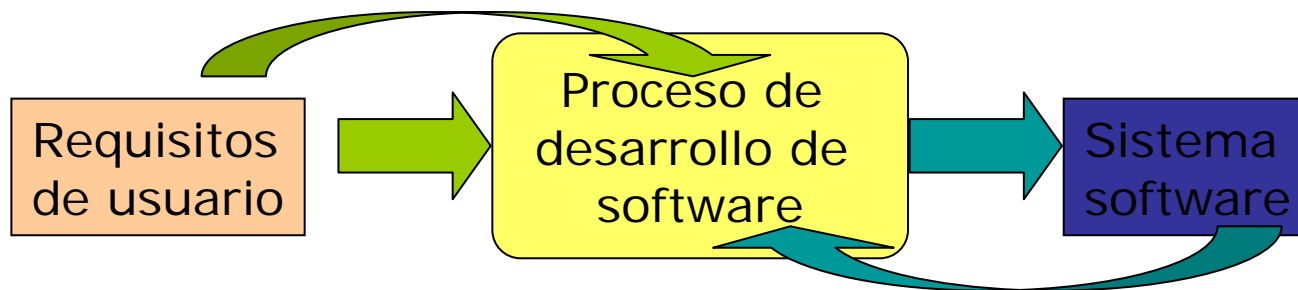 Requisitos
de usuario
Proceso de
desarrollo de
software
Sistema
software